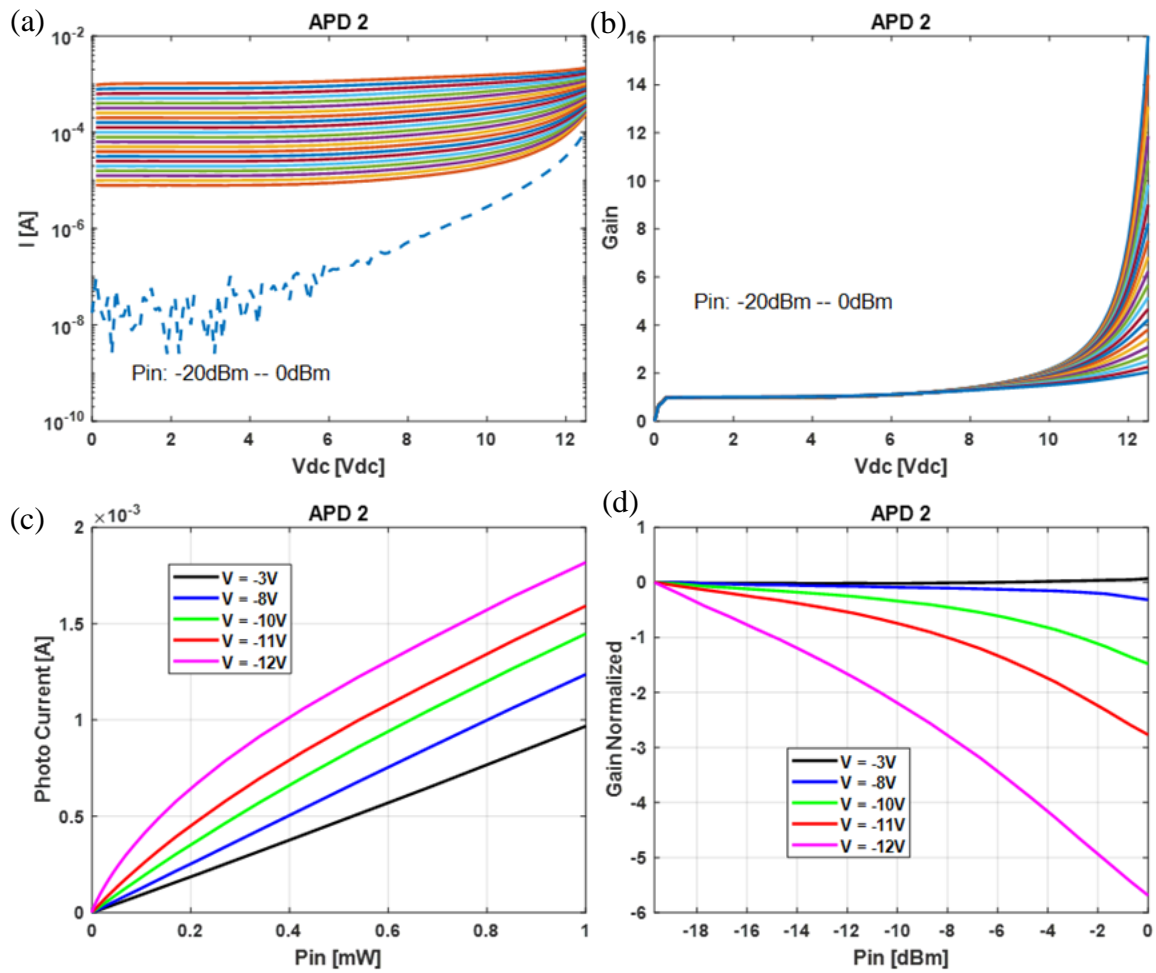 (a)
APD 2
10^-2
10^-4
10^-6
10^-8
10^-10
I [A]
Pin: -20dBm -- 0dBm
0 2 4 6 8 10 12
Vdc [Vdc]
(b)
APD 2
16
14
12
10
8
6
4
2
0
Gain
Pin: -20dBm -- 0dBm
0 2 4 6 8 10 12
Vdc [Vdc]
(c)
APD 2
×10^-3
2
1.5
1
0.5
0
Photo Current [A]
V = -3V
V = -8V
V = -10V
V = -11V
V = -12V
0 0.2 0.4 0.6 0.8 1
Pin [mW]
(d)
APD 2
1
0
-1
-2
-3
-4
-5
-6
Gain Normalized
V = -3V
V = -8V
V = -10V
V = -11V
V = -12V
-18 -16 -14 -12 -10 -8 -6 -4 -2 0
Pin [dBm]